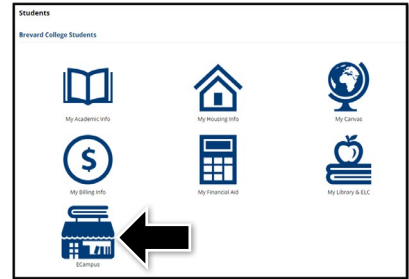 Students
Brevard College Students
My Academic Info
My Housing Info
My Canvas
$
My Billing Info
My Financial Aid
My Library & ELC
ECampus